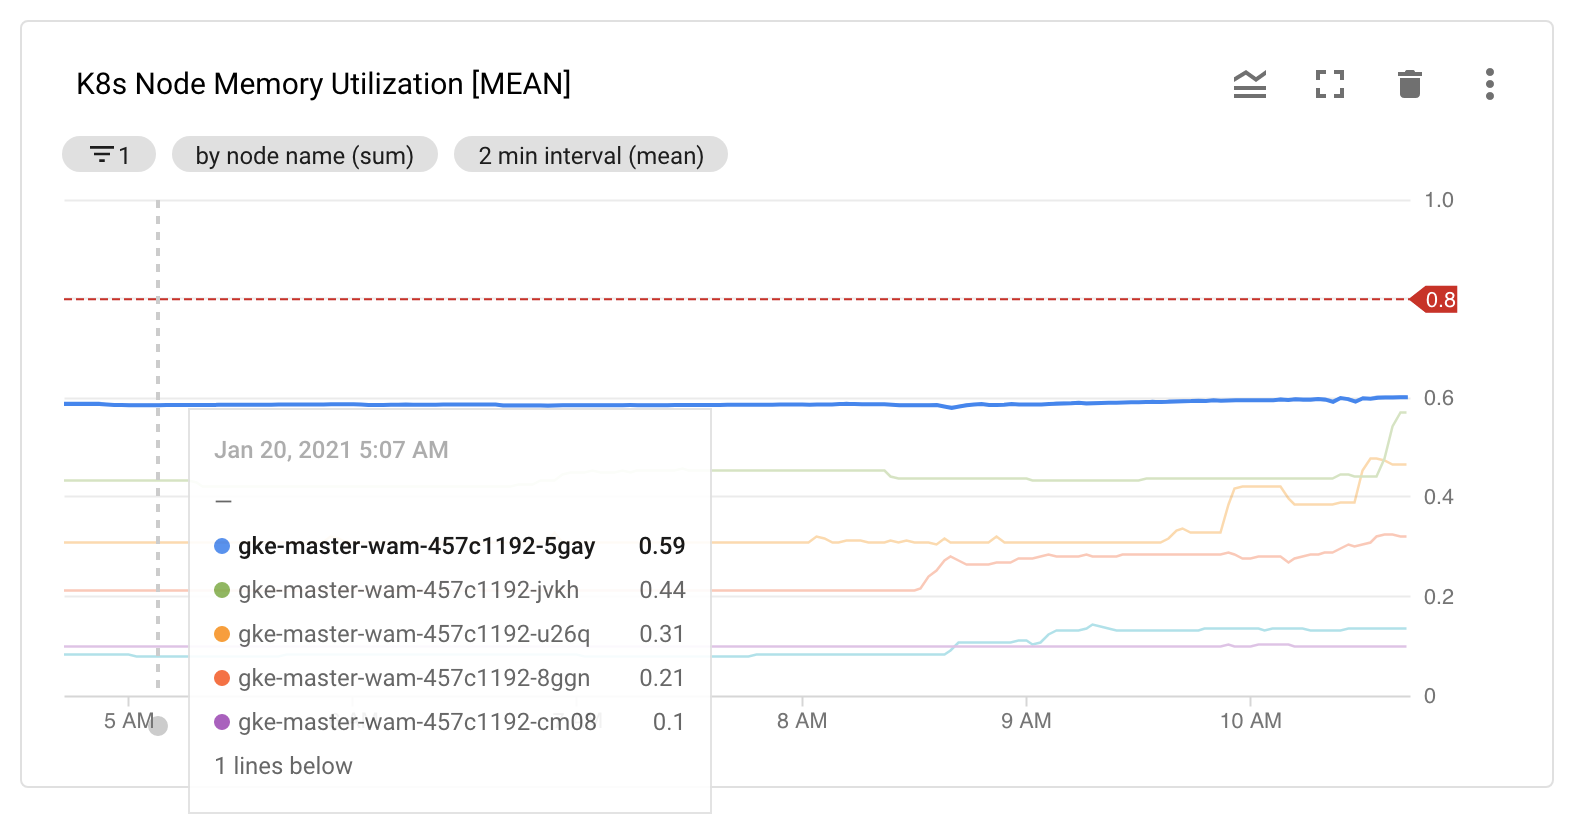 K8s Node Memory Utilization [MEAN]
1
by node name (sum)
2 min interval (mean)
1.0
0.8
0.6
0.4
0.2
0
Jan 20, 2021 5:07 AM
—
gke-master-wam-457c1192-5gay 0.59
gke-master-wam-457c1192-jvkh 0.44
gke-master-wam-457c1192-u26q 0.31
gke-master-wam-457c1192-8ggn 0.21
gke-master-wam-457c1192-cm08 0.1
1 lines below
5 AM
8 AM
9 AM
10 AM